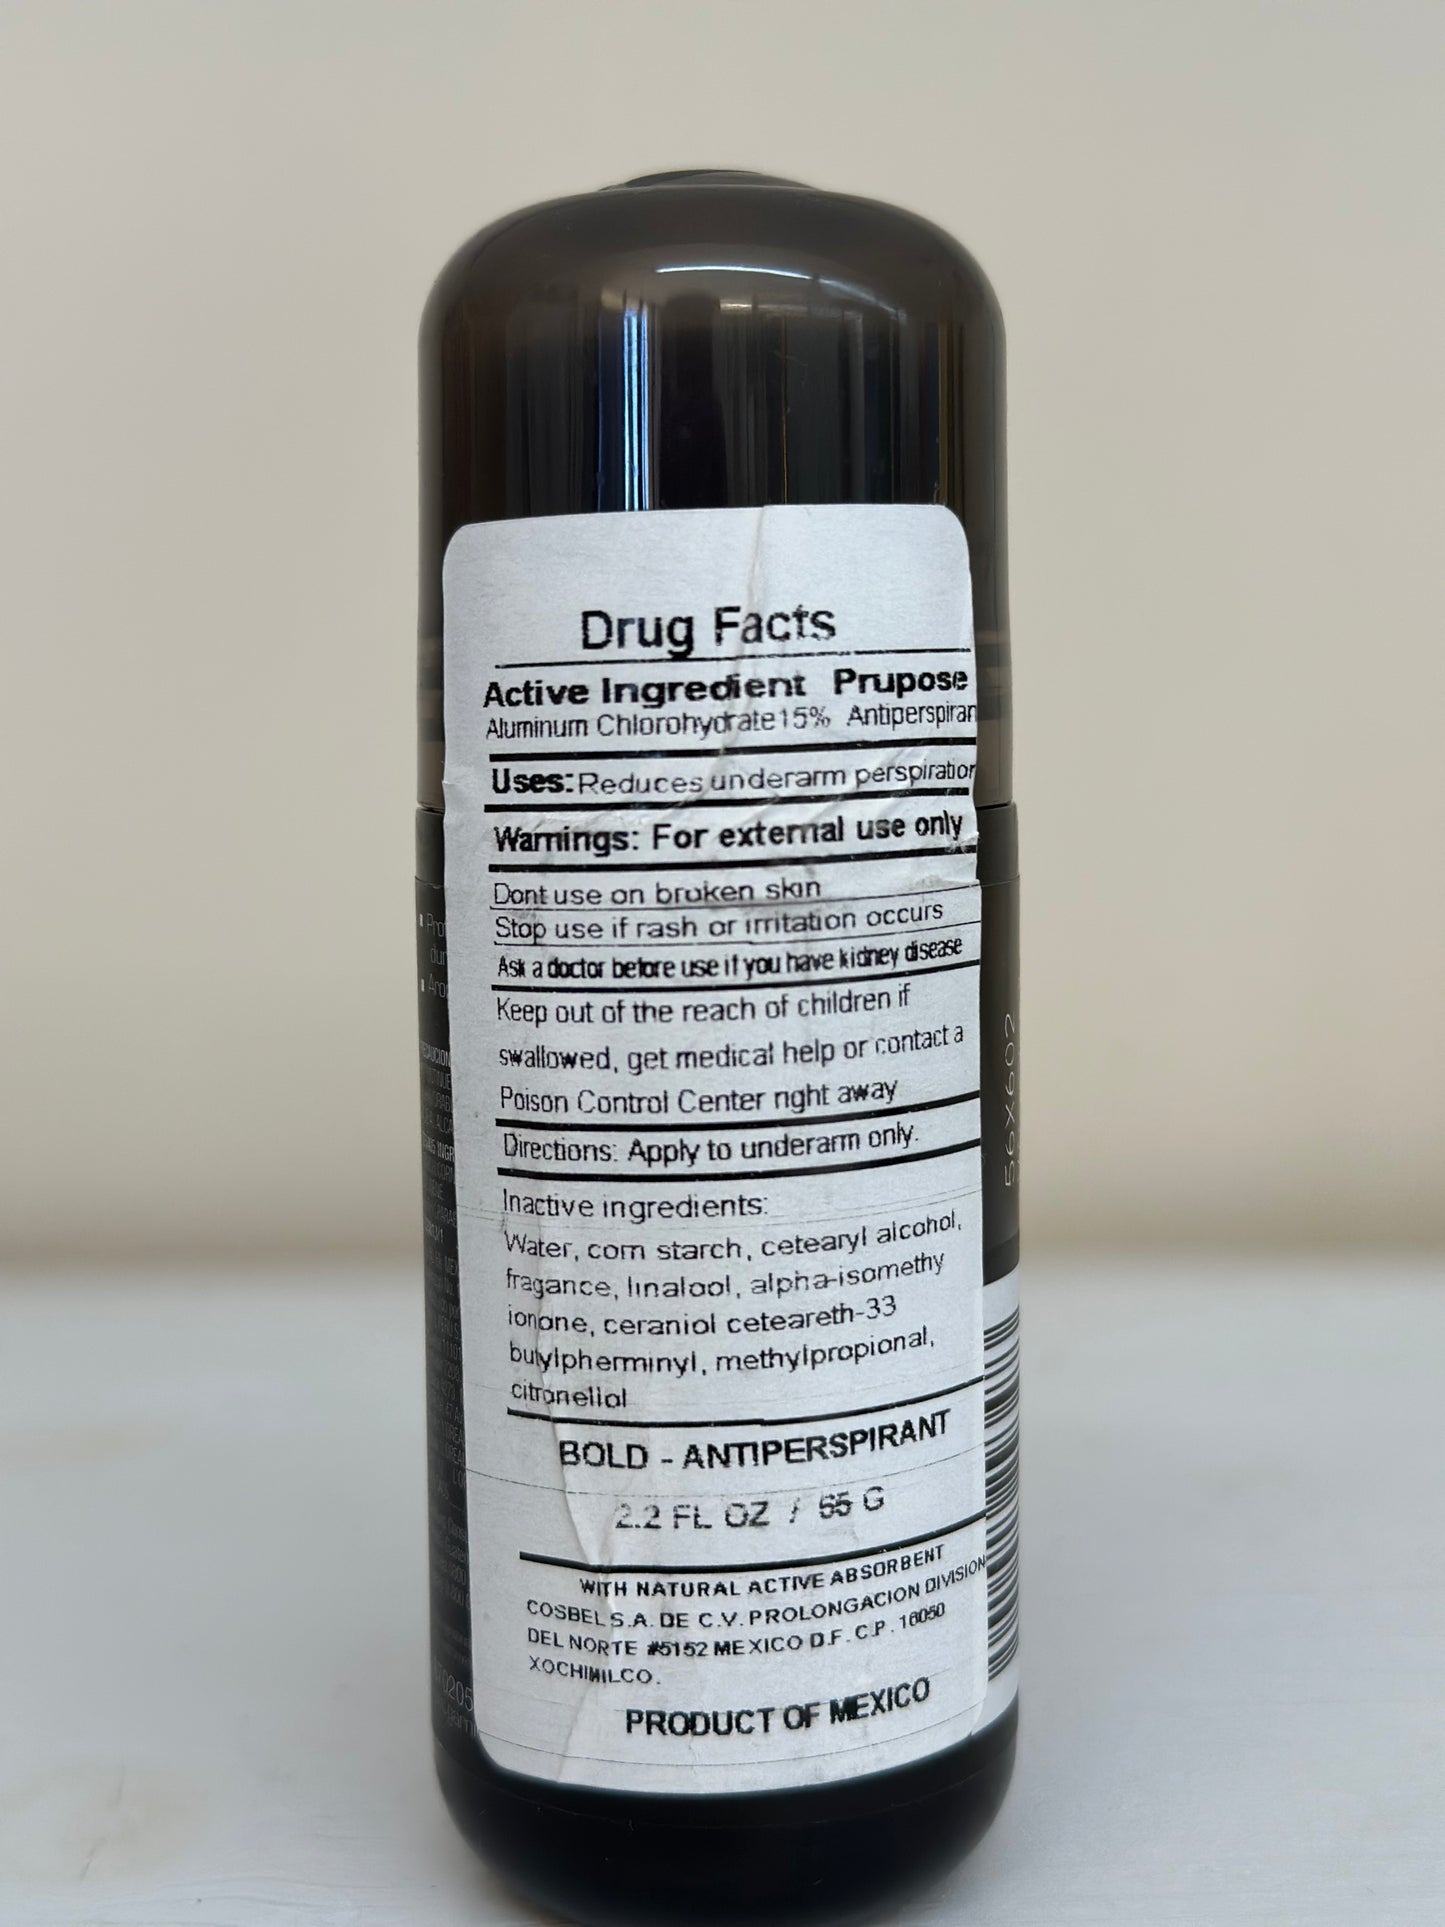 Drug Facts
Active Ingredient Prupose
Aluminum Chlorohydrate 15% Antiperspiran
Uses: Reduces underarm perspiration
Warnings: For external use only
Dont use on broken skin
Stop use if rash or irritation occurs
Ask a doctor before use if you have kidney disease
Keep out of the reach of children if
swallowed, get medical help or contact a
Poison Control Center right away
Directions: Apply to underarm only.
Inactive ingredients:
Water, corn starch, cetearyl alcohol,
fragance, linalool, alpha-isomethy
ionone, ceraniol ceteareth-33
butylpherminyl, methylpropional,
citronellol
BOLD - ANTIPERSPIRANT
2.2 FL OZ / 65 G
WITH NATURAL ACTIVE ABSORBENT
COSBEL S.A. DE C.V. PROLONGACION DIVISION
DEL NORTE #5152 MEXICO D.F. C.P. 16050
XOCHIMILCO.
PRODUCT OF MEXICO
56X602